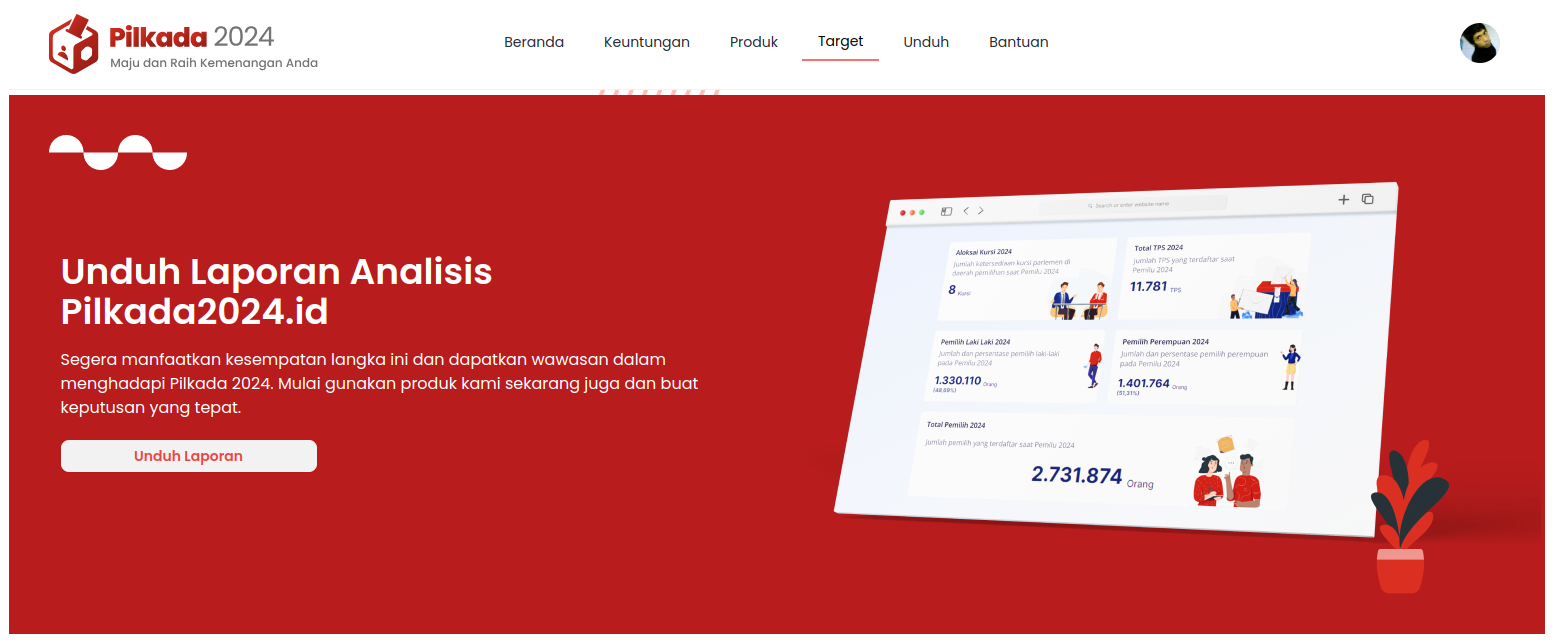 Pilkada 2024
Maju dan Raih Kemenangan Anda
Beranda
Keuntungan
Produk
Target
Unduh
Bantuan
Unduh Laporan Analisis
Pilkada2024.id
Segera manfaatkan kesempatan langka ini dan dapatkan wawasan dalam
menghadapi Pilkada 2024. Mulai gunakan produk kami sekarang juga dan buat
keputusan yang tepat.
Unduh Laporan
Search or enter website name
Aloksai Kursi 2024
Jumlah ketersediaan kursi parlemen di
daerah pemilihan saat Pemilu 2024
8 Kursi
Total TPS 2024
Jumlah TPS yang terdaftar saat
Pemilu 2024
11.781 TPS
Pemilih Laki Laki 2024
Jumlah dan persentase pemilih laki-laki
pada Pemilu 2024
1.330.110 Orang
(48,69%)
Pemilih Perempuan 2024
Jumlah dan persentase pemilih perempuan
pada Pemilu 2024
1.401.764 Orang
(51,31%)
Total Pemilih 2024
Jumlah pemilih yang terdaftar saat Pemilu 2024
2.731.874 Orang